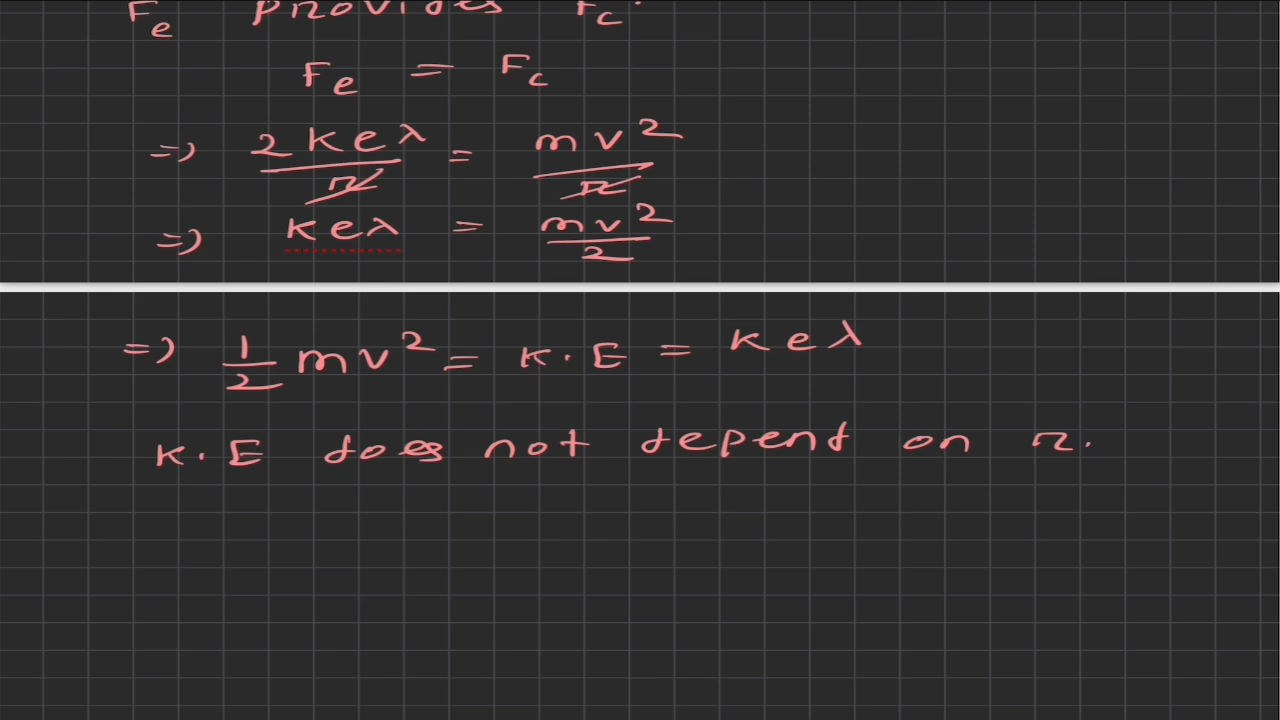 Fe provides Fc.
Fe = Fc
=> 2keλ/r = mv²/r
=> keλ = mv²/2
=> 1/2 mv² = K.E = keλ
K.E does not depend on r.